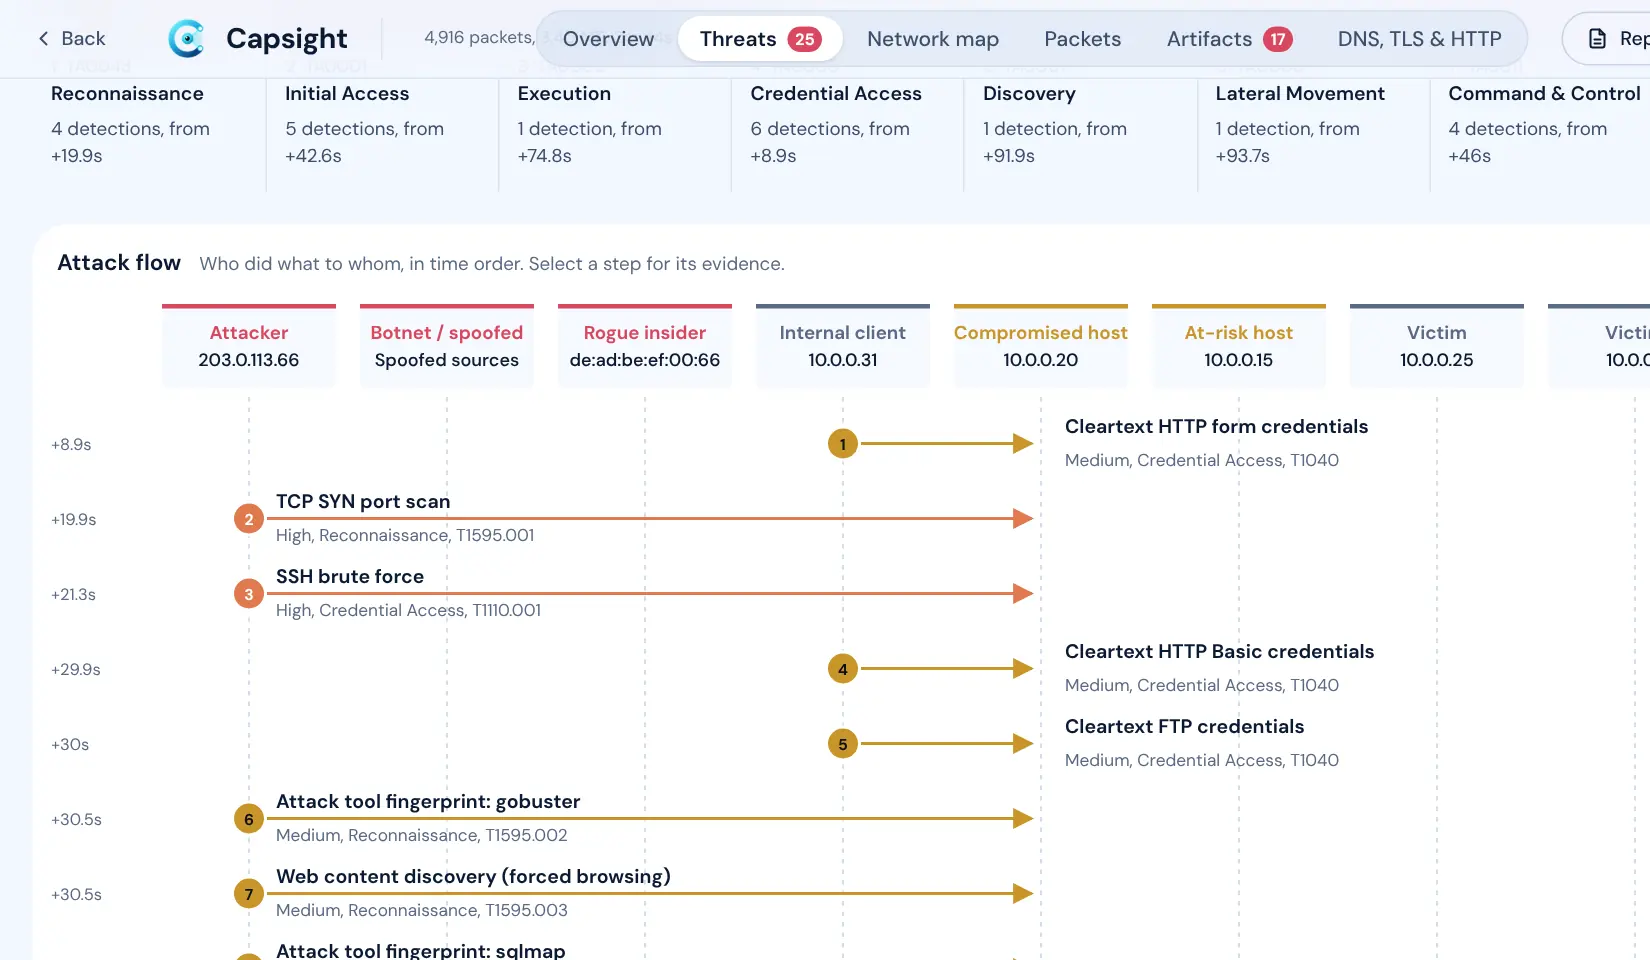 Back
Capsight
4,916 packets,
Overview
Threats 25
Network map
Packets
Artifacts 17
DNS, TLS & HTTP
Reconnaissance
4 detections, from
+19.9s
Initial Access
5 detections, from
+42.6s
Execution
1 detection, from
+74.8s
Credential Access
6 detections, from
+8.9s
Discovery
1 detection, from
+91.9s
Lateral Movement
1 detection, from
+93.7s
Command & Control
4 detections, from
+46s
Attack flow Who did what to whom, in time order. Select a step for its evidence.
Attacker
203.0.113.66
Botnet / spoofed
Spoofed sources
Rogue insider
de:ad:be:ef:00:66
Internal client
10.0.0.31
Compromised host
10.0.0.20
At-risk host
10.0.0.15
Victim
10.0.0.25
+8.9s
1
Cleartext HTTP form credentials
Medium, Credential Access, T1040
+19.9s
2
TCP SYN port scan
High, Reconnaissance, T1595.001
+21.3s
3
SSH brute force
High, Credential Access, T1110.001
+29.9s
4
Cleartext HTTP Basic credentials
Medium, Credential Access, T1040
+30s
5
Cleartext FTP credentials
Medium, Credential Access, T1040
+30.5s
6
Attack tool fingerprint: gobuster
Medium, Reconnaissance, T1595.002
+30.5s
7
Web content discovery (forced browsing)
Medium, Reconnaissance, T1595.003
Attack tool fingerprint: sqlmap